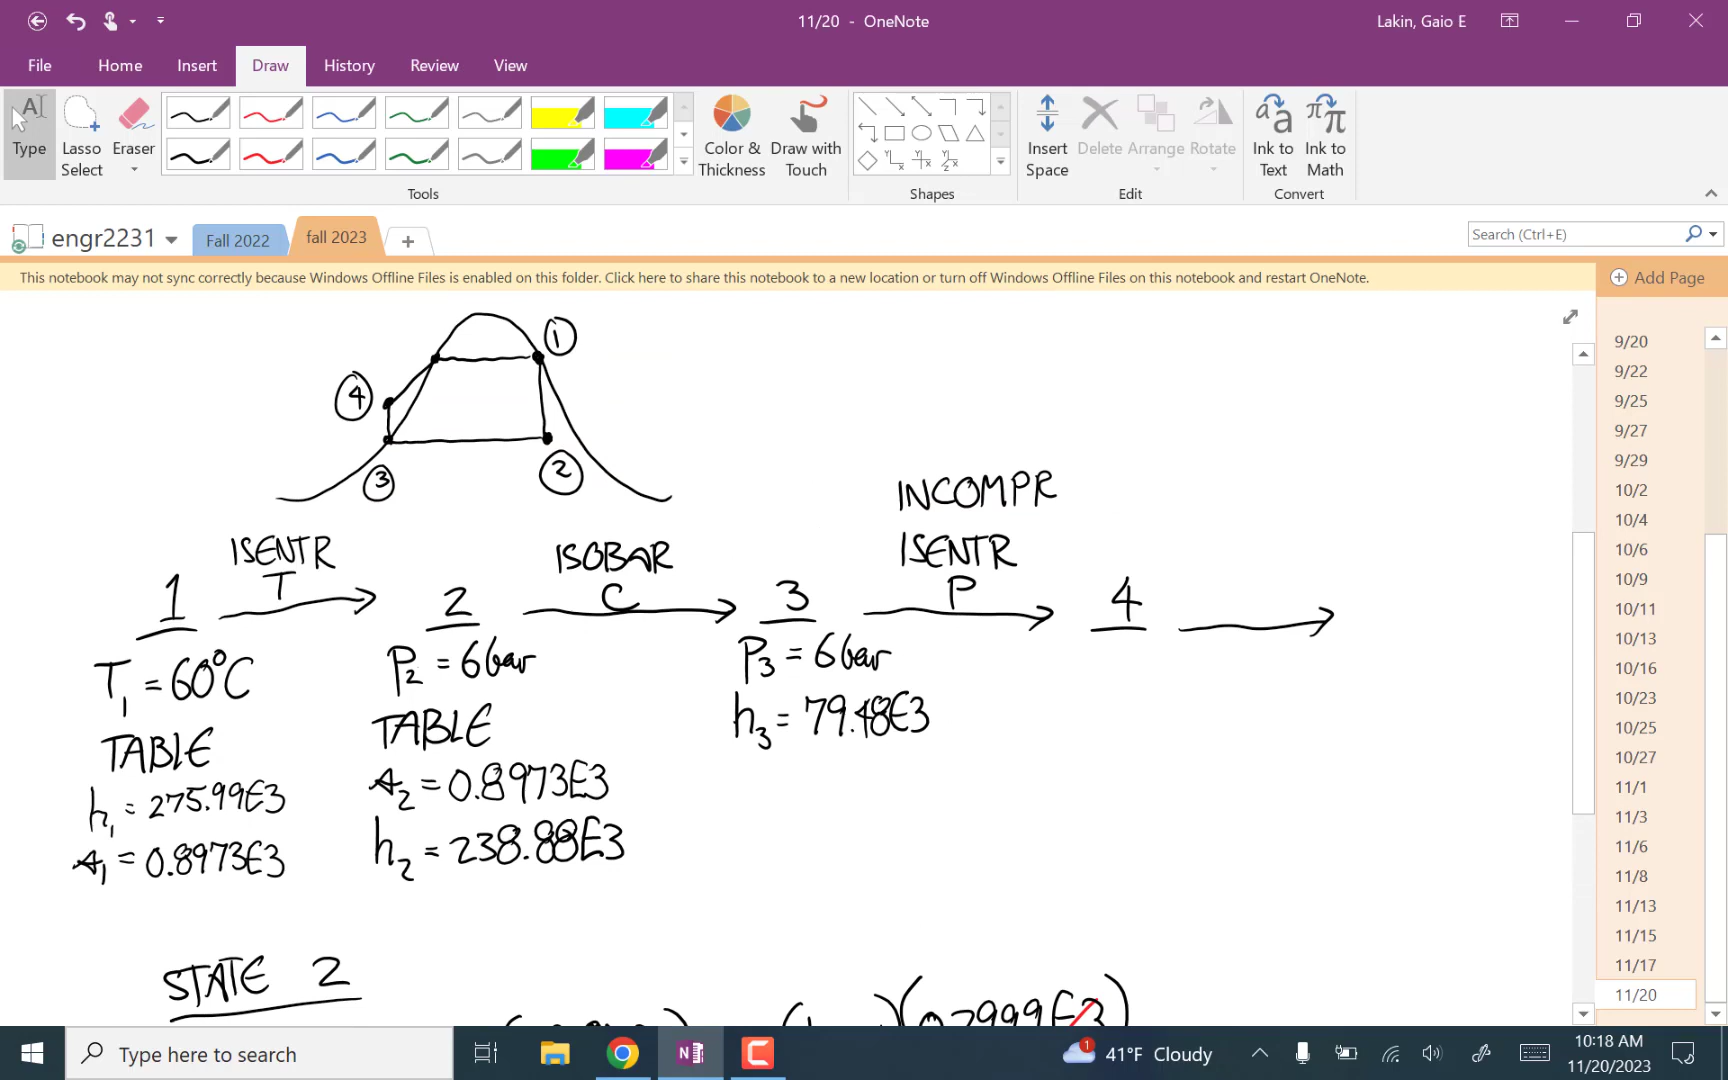 11/20 - OneNote
Lakin, Gaio E
File Home Insert Draw History Review View
Type
Lasso Select
Eraser
Color & Thickness
Draw with Touch
Insert Space
Delete Arrange Rotate
Ink to Text
Ink to Math
Tools Shapes Edit Convert
engr2231 Fall 2022 fall 2023
Search (Ctrl+E)
This notebook may not sync correctly because Windows Offline Files is enabled on this folder. Click here to share this notebook to a new location or turn off Windows Offline Files on this notebook and restart OneNote.
Add Page
9/20
9/22
9/25
9/27
9/29
10/2
10/4
10/6
10/9
10/11
10/13
10/16
10/23
10/25
10/27
11/1
11/3
11/6
11/8
11/13
11/15
11/17
11/20
1
4
3
2
INCOMPR
ISENTR ISOBAR ISENTR
1 T 2 C 3 P 4
T₁ = 60°C P₂ = 6bar P₃ = 6bar
TABLE TABLE h₃ = 79.48E3
h₁ = 275.99E3 s₂ = 0.8973E3
s₁ = 0.8973E3 h₂ = 238.88E3
STATE 2
Type here to search
1
41°F Cloudy
10:18 AM
11/20/2023